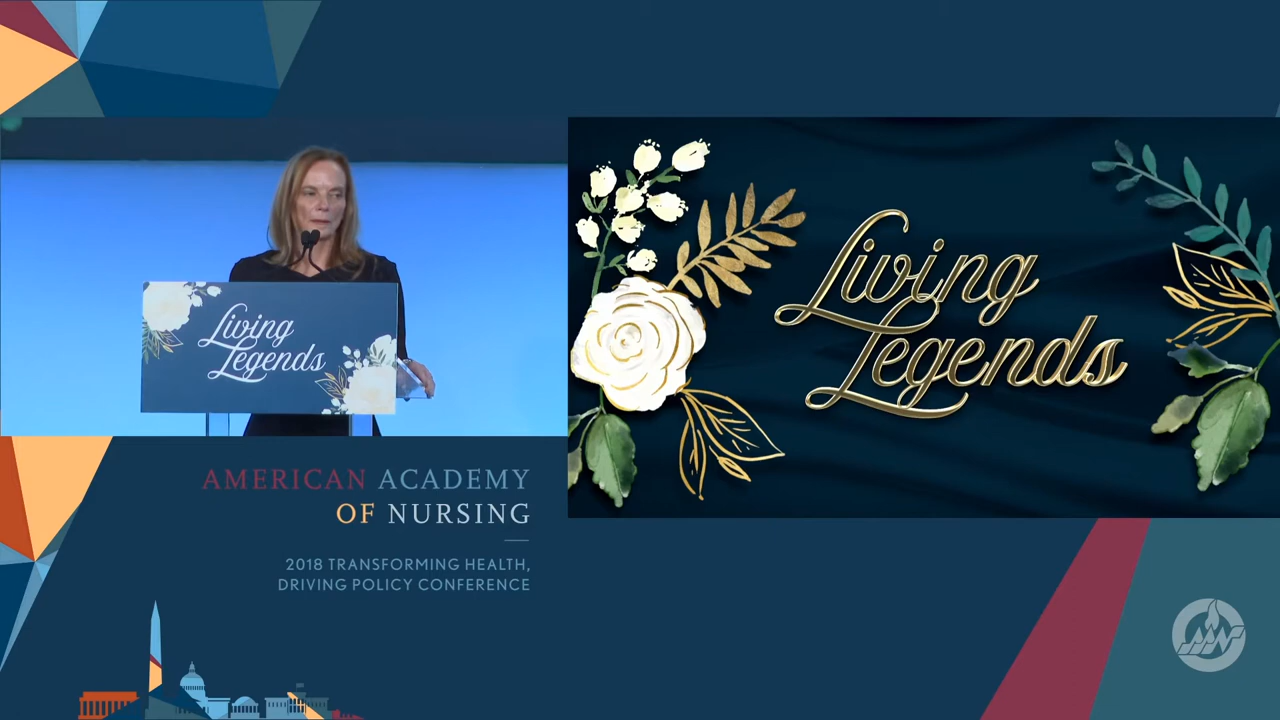 Living
Legends
Living
Legends
AMERICAN ACADEMY
OF NURSING
2018 TRANSFORMING HEALTH,
DRIVING POLICY CONFERENCE